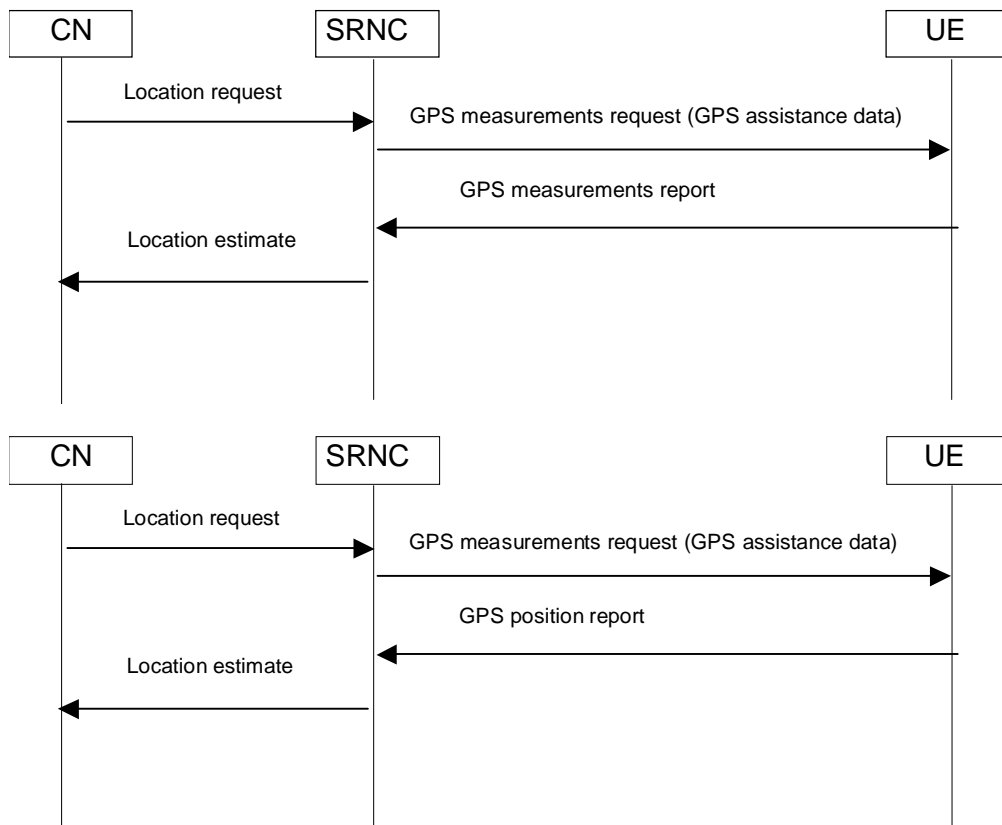 CN
SRNC
UE
Location request
GPS measurements request (GPS assistance data)
GPS measurements report
Location estimate
CN
SRNC
UE
Location request
GPS measurements request (GPS assistance data)
GPS position report
Location estimate